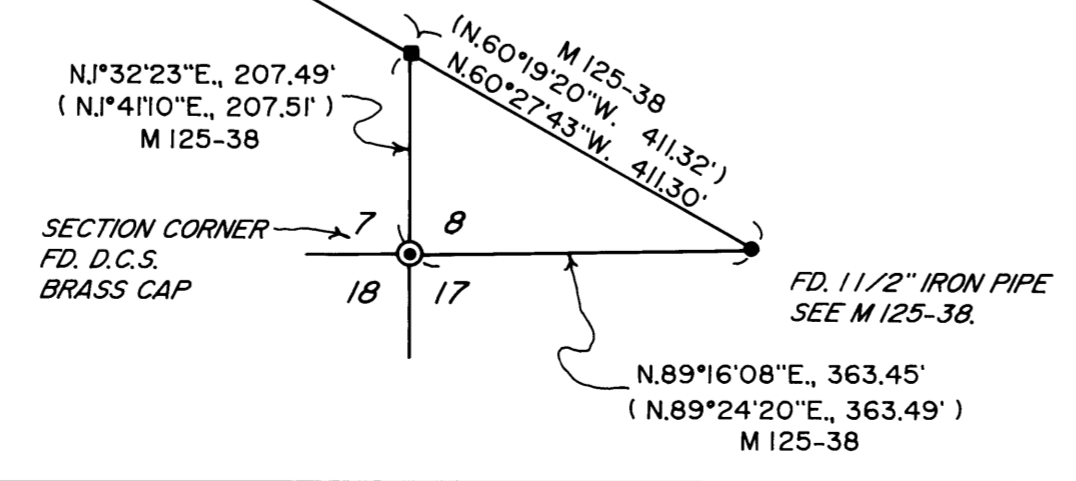 M 125-38
(N.60°19'20"W. 411.32')
N.60°27'43"W. 411.30'
N.1°32'23"E., 207.49'
( N.1°41'10"E., 207.51' )
M 125-38
SECTION CORNER
FD. D.C.S.
BRASS CAP
7 8
18 17
FD. 1 1/2" IRON PIPE
SEE M 125-38.
N.89°16'08"E., 363.45'
( N.89°24'20"E., 363.49' )
M 125-38